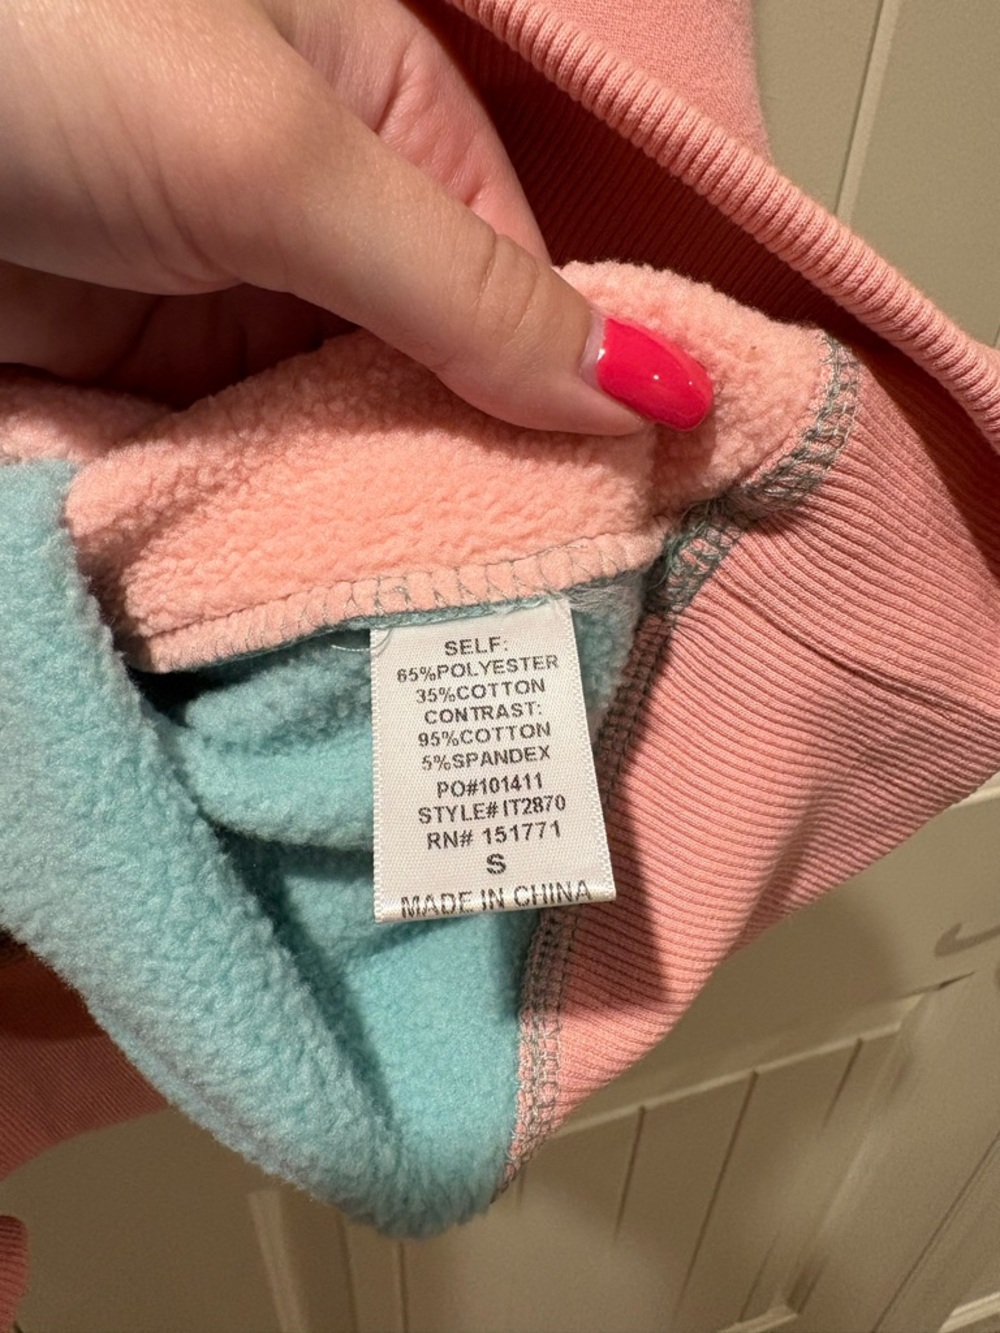 SELF:
65%POLYESTER
35%COTTON
CONTRAST:
95%COTTON
5%SPANDEX
PO#101411
STYLE# IT2870
RN# 151771
S
MADE IN CHINA